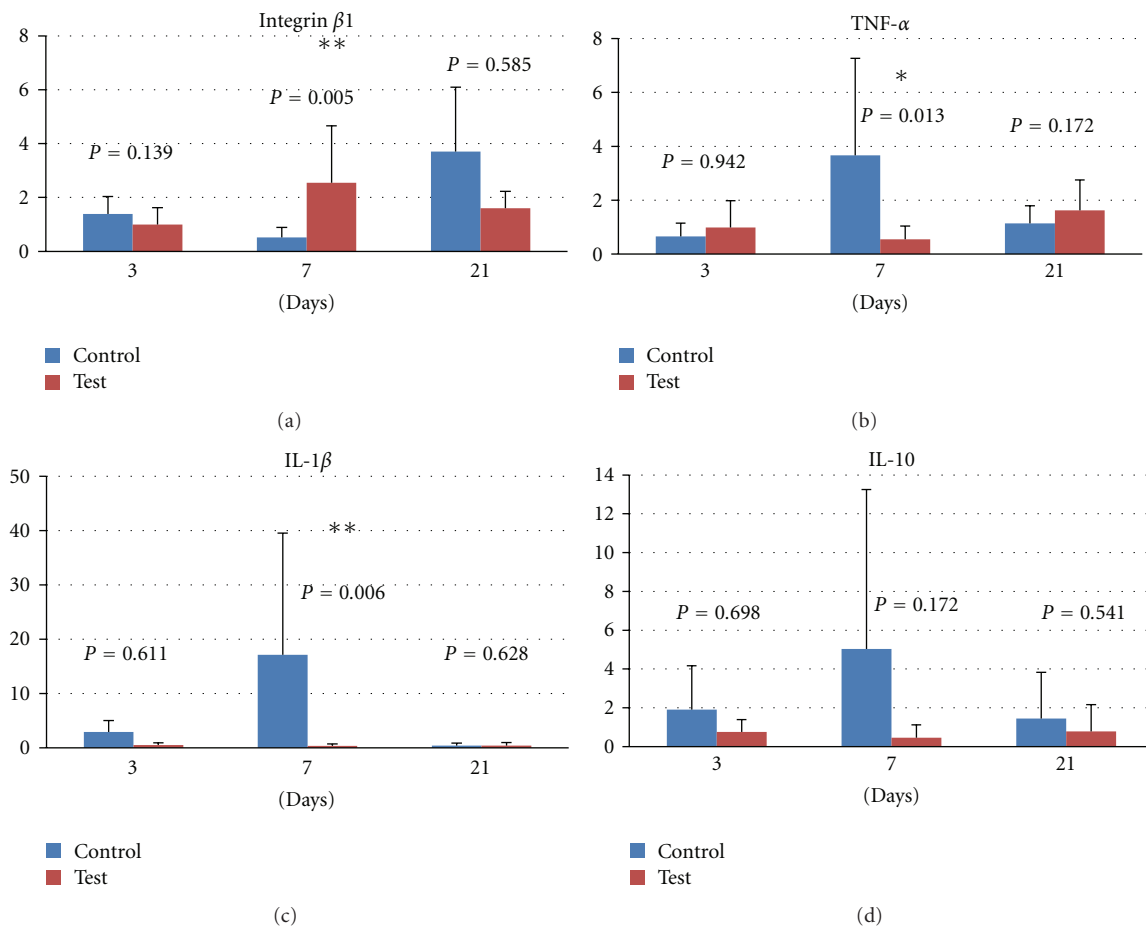 Integrin β1
8
6
4
2
0
**
P = 0.139
P = 0.005
P = 0.585
3 7 21
(Days)
Control
Test
(a)
TNF-α
8
6
4
2
0
*
P = 0.942
P = 0.013
P = 0.172
3 7 21
(Days)
Control
Test
(b)
IL-1β
50
40
30
20
10
0
**
P = 0.611
P = 0.006
P = 0.628
3 7 21
(Days)
Control
Test
(c)
IL-10
14
12
10
8
6
4
2
0
P = 0.698
P = 0.172
P = 0.541
3 7 21
(Days)
Control
Test
(d)